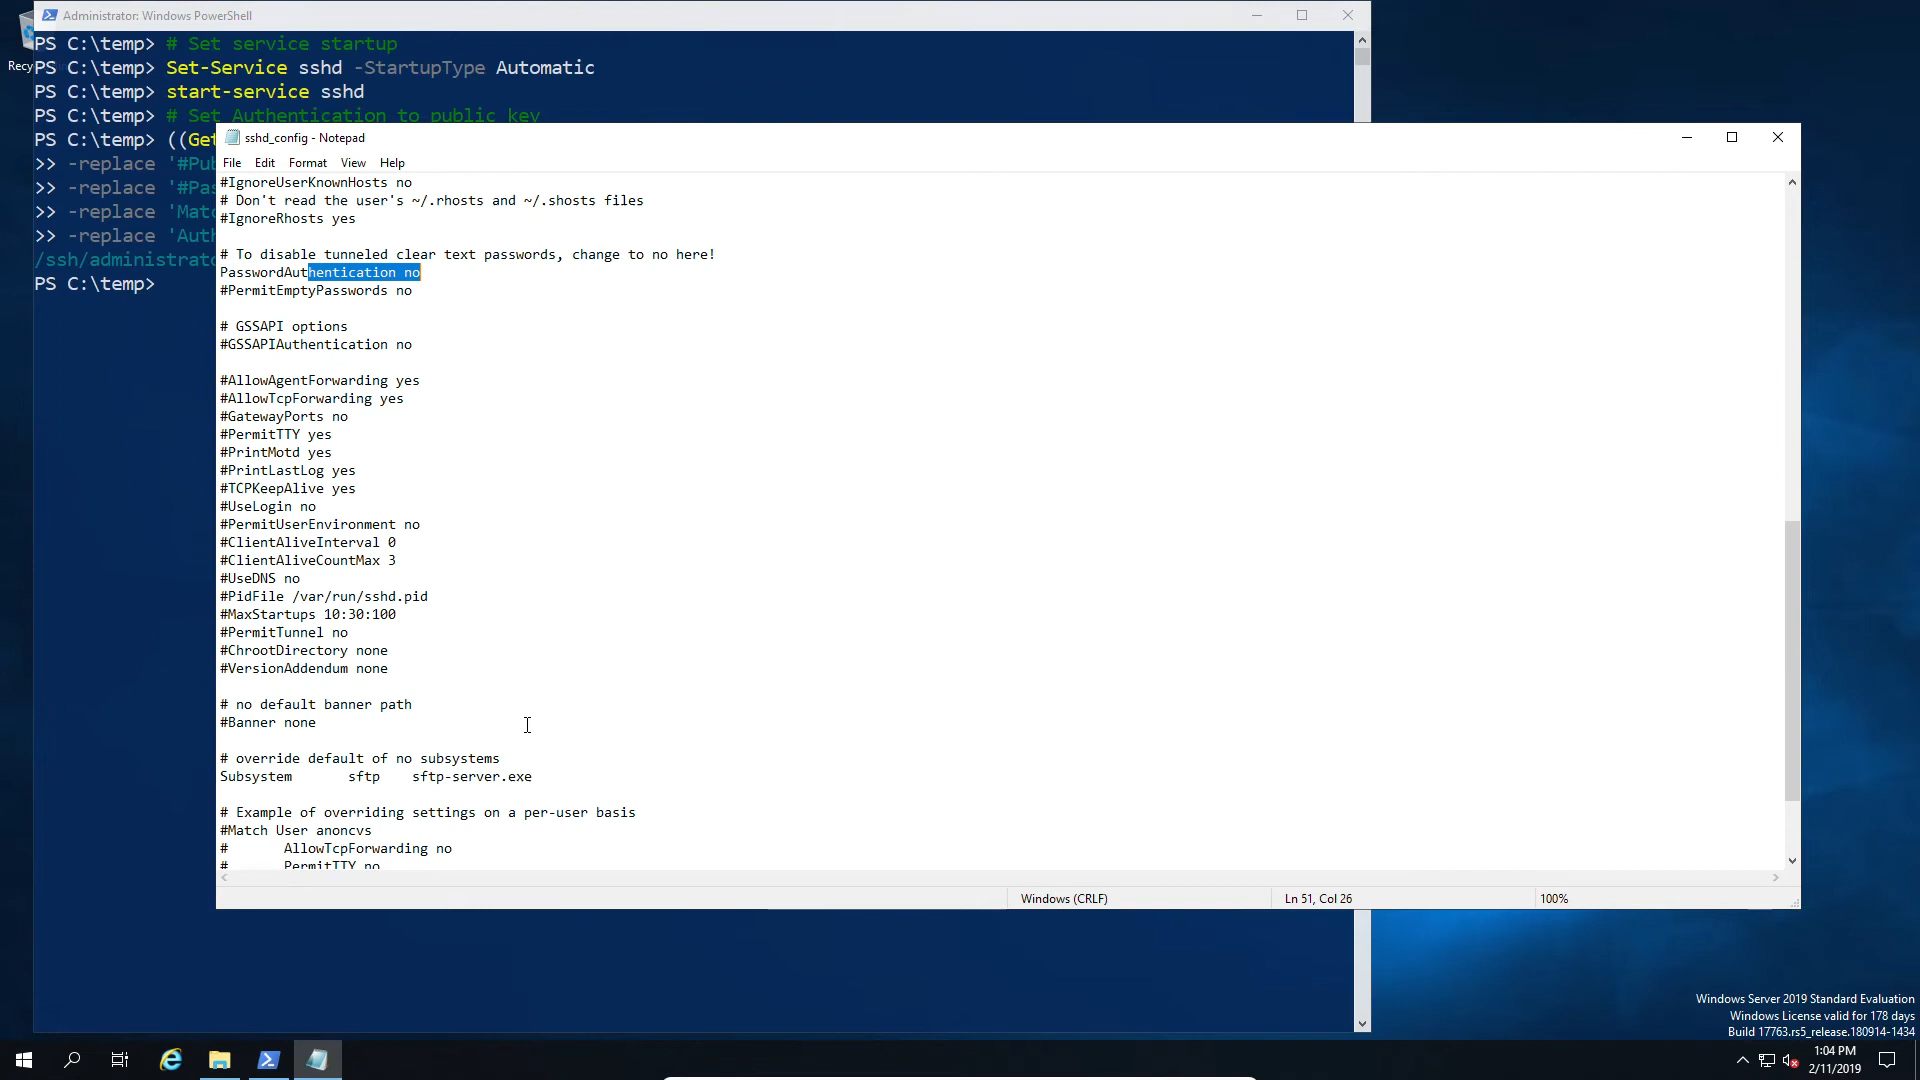 Administrator: Windows PowerShell
PS C:\temp> # Set service startup
PS C:\temp> Set-Service sshd -StartupType Automatic
PS C:\temp> start-service sshd
PS C:\temp> # Set Authentication to public key
PS C:\temp> ((Get
>> -replace '#Pub
>> -replace '#Pas
>> -replace 'Matc
>> -replace 'Auth
/ssh/administrato
PS C:\temp>
Recy
sshd_config - Notepad
File Edit Format View Help
#IgnoreUserKnownHosts no
# Don't read the user's ~/.rhosts and ~/.shosts files
#IgnoreRhosts yes
# To disable tunneled clear text passwords, change to no here!
PasswordAuthentication no
#PermitEmptyPasswords no
# GSSAPI options
#GSSAPIAuthentication no
#AllowAgentForwarding yes
#AllowTcpForwarding yes
#GatewayPorts no
#PermitTTY yes
#PrintMotd yes
#PrintLastLog yes
#TCPKeepAlive yes
#UseLogin no
#PermitUserEnvironment no
#ClientAliveInterval 0
#ClientAliveCountMax 3
#UseDNS no
#PidFile /var/run/sshd.pid
#MaxStartups 10:30:100
#PermitTunnel no
#ChrootDirectory none
#VersionAddendum none
# no default banner path
#Banner none
# override default of no subsystems
Subsystem sftp sftp-server.exe
# Example of overriding settings on a per-user basis
#Match User anoncvs
# AllowTcpForwarding no
# PermitTTY no
Windows (CRLF) Ln 51, Col 26 100%
Windows Server 2019 Standard Evaluation
Windows License valid for 178 days
Build 17763.rs5_release.180914-1434
1:04 PM
2/11/2019